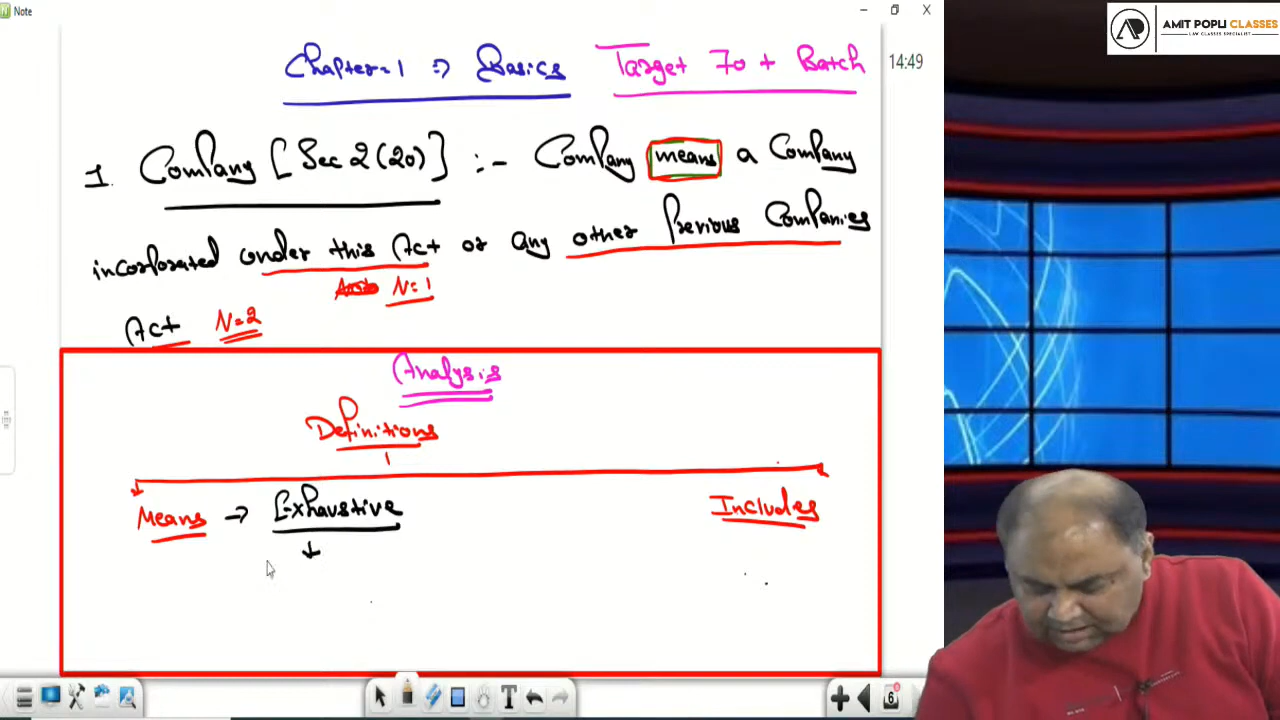 Note
AMIT POPLI CLASSES
LAW CLASSES SPECIALIST
14:49
Chapter-1 => Basics Target 70+ Batch
1. Company [Sec 2(20)] :- Company means a Company
incorporated under this Act or any other Previous Companies
N=1
Act N=2
Analysis
Definitions
Means → Exhaustive Includes
T
6